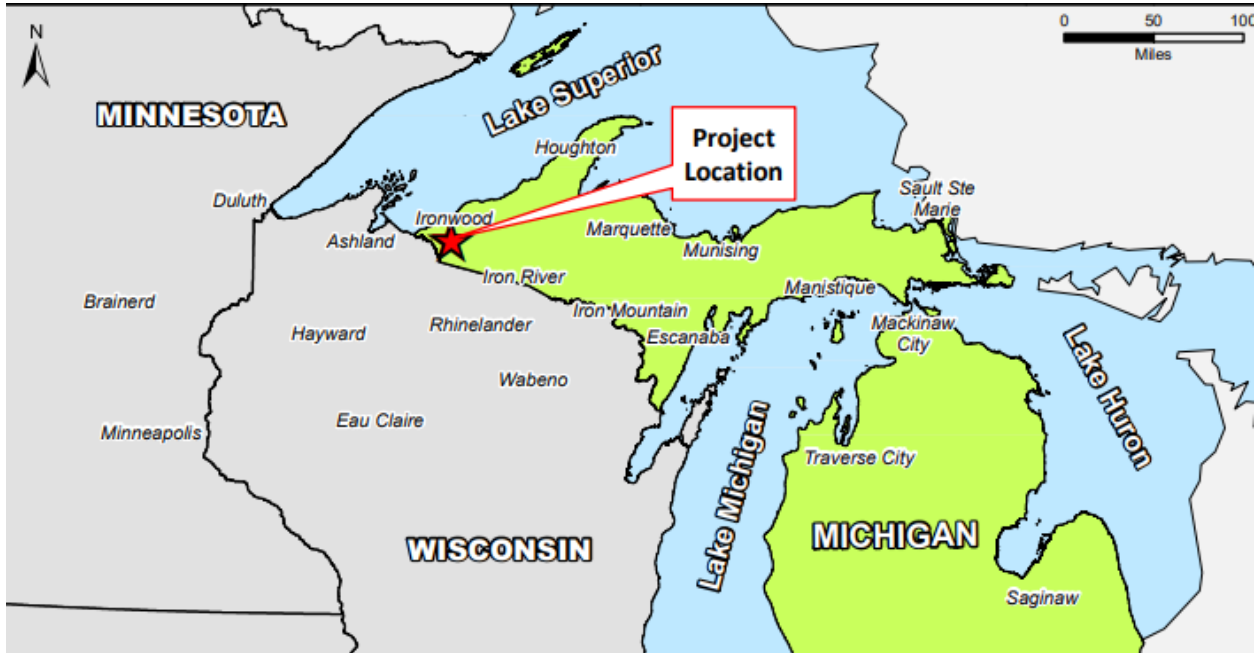 N
0 50 100
Miles
MINNESOTA
Lake Superior
Houghton
Project
Location
Duluth
Ironwood
Ashland
Marquette
Munising
Sault Ste
Marie
Iron River
Manistique
Brainerd
Hayward
Rhinelander
Iron Mountain
Escanaba
Mackinaw
City
Lake Huron
Wabeno
Minneapolis
Eau Claire
Traverse City
Lake Michigan
WISCONSIN
MICHIGAN
Saginaw